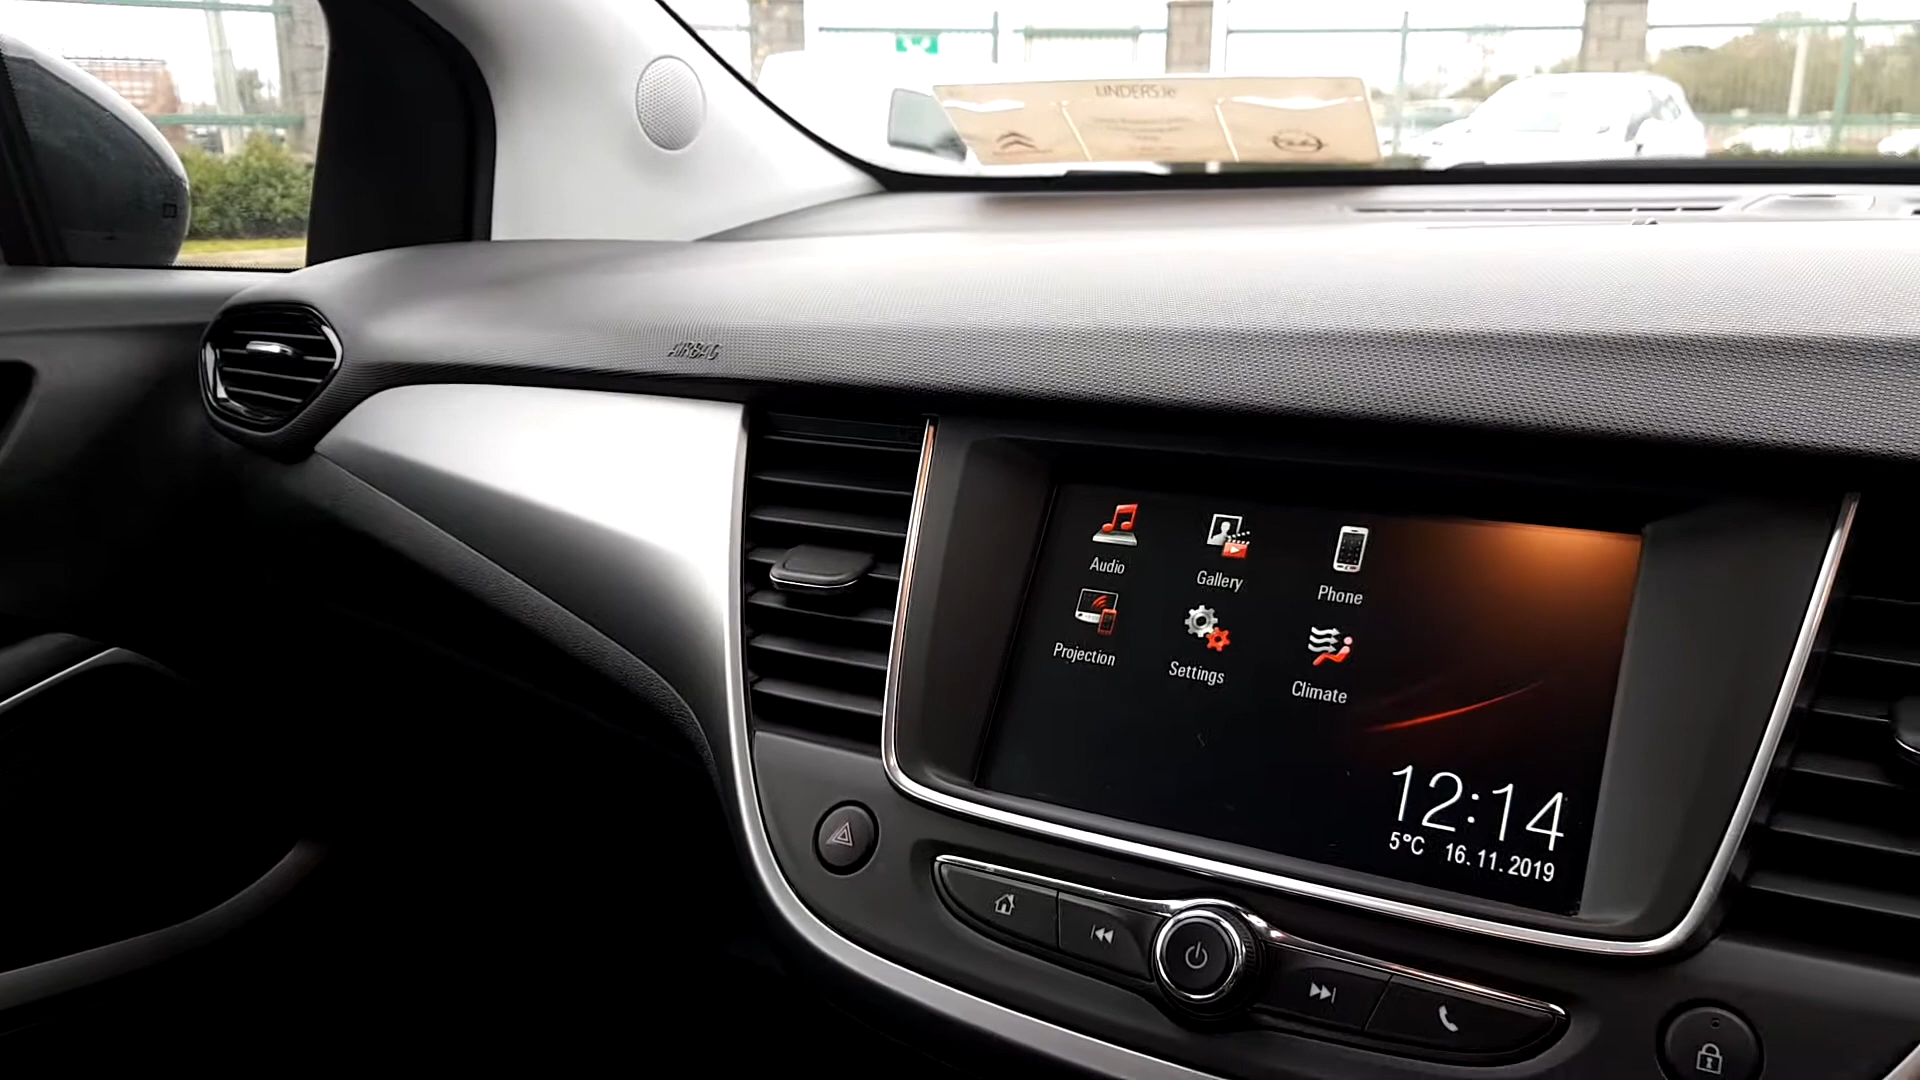 LINDERS.ie
AIRBAG
Audio
Gallery
Phone
Projection
Settings
Climate
12:14
5°C 16.11.2019